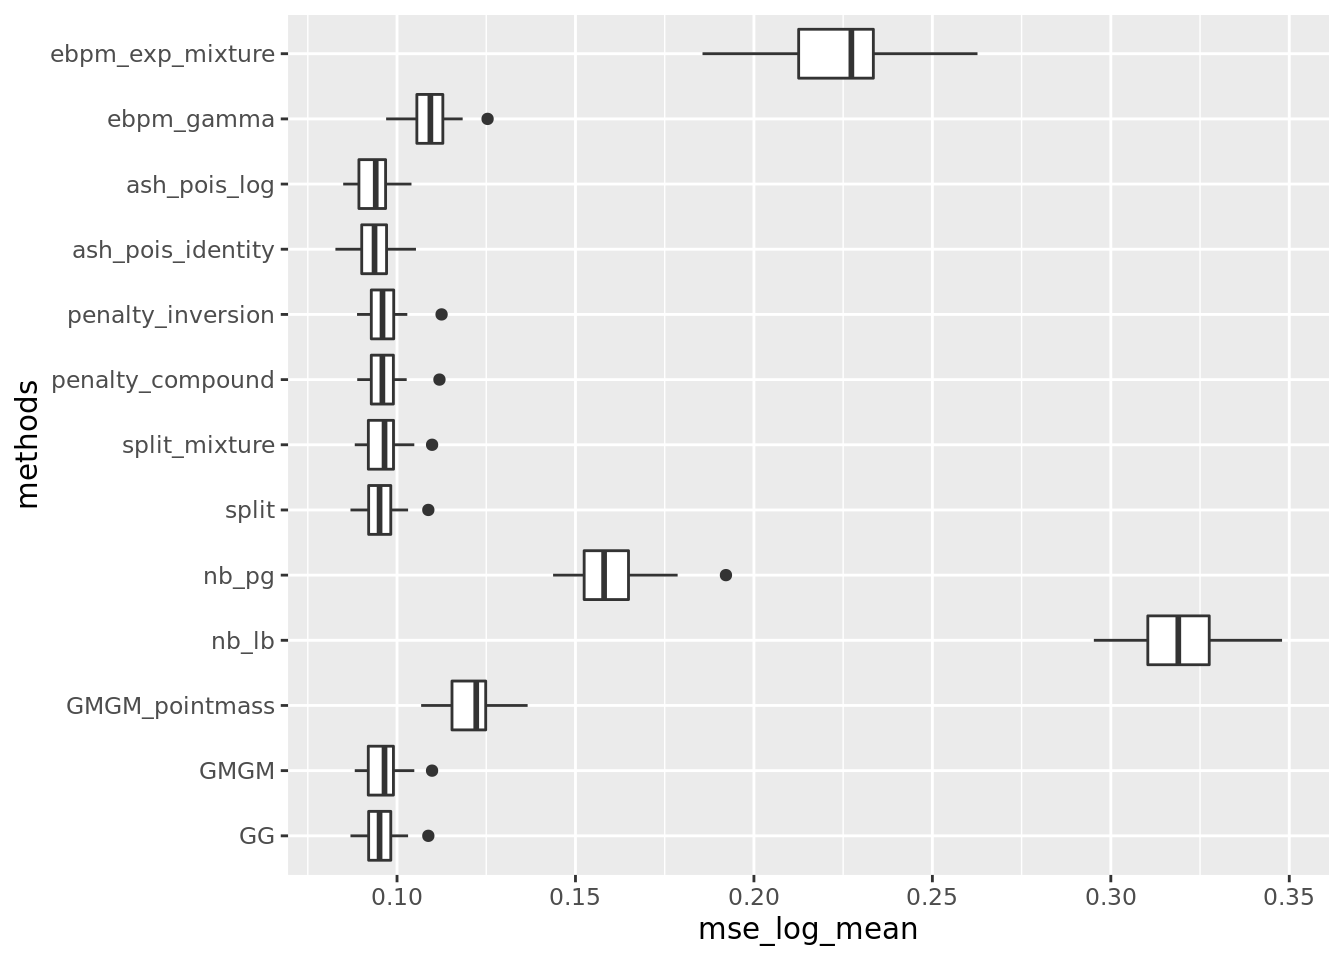 ebpm_exp_mixture
ebpm_gamma
ash_pois_log
ash_pois_identity
penalty_inversion
penalty_compound
split_mixture
split
nb_pg
nb_lb
GMGM_pointmass
GMGM
GG
methods
0.10 0.15 0.20 0.25 0.30 0.35
mse_log_mean